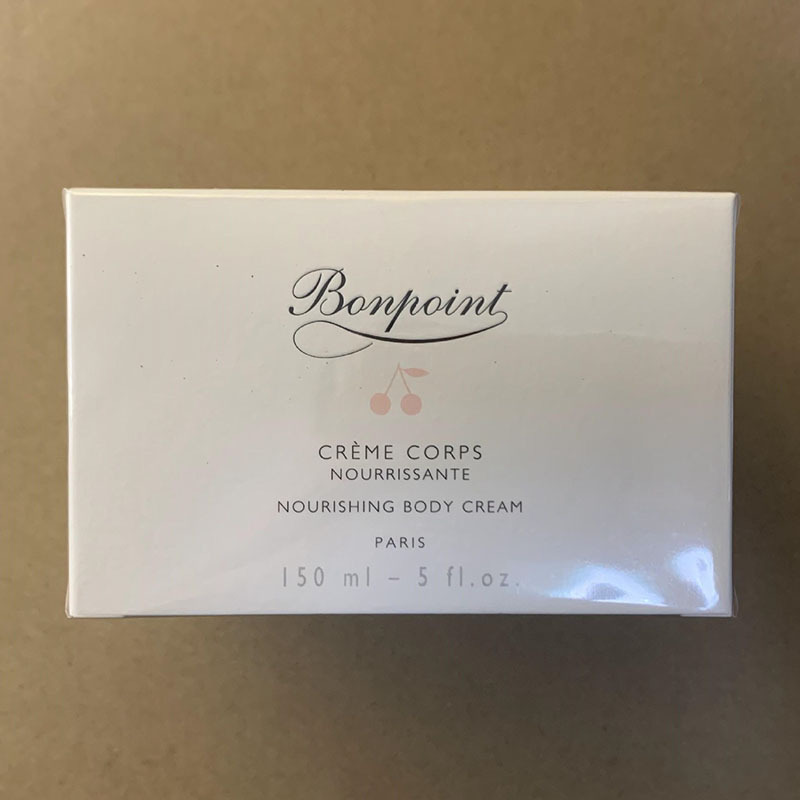 Bonpoint
CRÈME CORPS
NOURRISSANTE
NOURISHING BODY CREAM
PARIS
150 ml – 5 fl.oz.